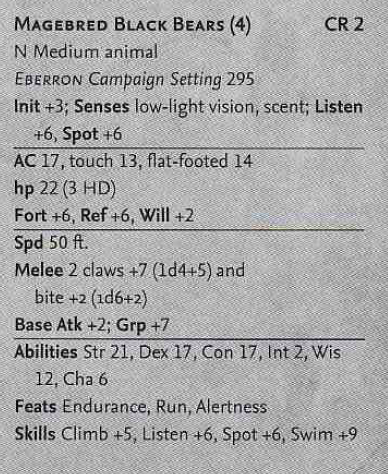 MAGEBRED BLACK BEARS (4) CR 2
N Medium animal
EBERRON Campaign Setting 295
Init +3; Senses low-light vision, scent; Listen
+6, Spot +6
AC 17, touch 13, flat-footed 14
hp 22 (3 HD)
Fort +6, Ref +6, Will +2
Spd 50 ft.
Melee 2 claws +7 (1d4+5) and
bite +2 (1d6+2)
Base Atk +2; Grp +7
Abilities Str 21, Dex 17, Con 17, Int 2, Wis
12, Cha 6
Feats Endurance, Run, Alertness
Skills Climb +5, Listen +6, Spot +6, Swim +9